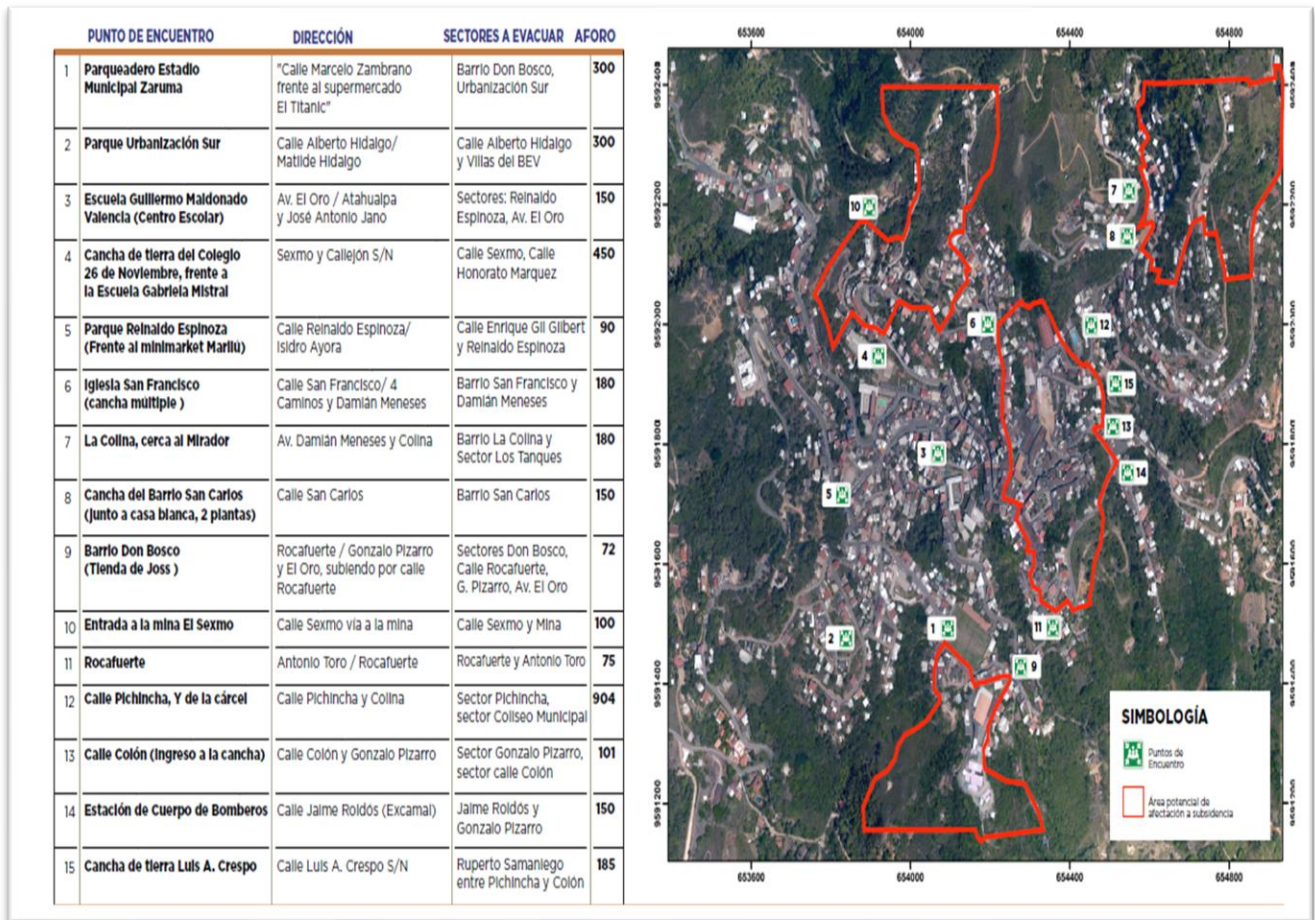 PUNTO DE ENCUENTRO DIRECCIÓN SECTORES A EVACUAR AFORO
1 Parqueadero Estadio Municipal Zaruma "Calle Marcelo Zambrano frente al supermercado El Titanic" Barrio Don Bosco, Urbanización Sur 300
2 Parque Urbanización Sur Calle Alberto Hidalgo/ Matilde Hidalgo Calle Alberto Hidalgo y Villas del BEV 300
3 Escuela Guillermo Maldonado Valencia (Centro Escolar) Av. El Oro / Atahualpa y José Antonio Jano Sectores: Reinaldo Espinoza, Av. El Oro 150
4 Cancha de tierra del Colegio 26 de Noviembre, frente a la Escuela Gabriela Mistral Sexmo y Callejón S/N Calle Sexmo, Calle Honorato Marquez 450
5 Parque Reinaldo Espinoza (Frente al minimarket Marilú) Calle Reinaldo Espinoza/ Isidro Ayora Calle Enrique Gil Gilbert y Reinaldo Espinoza 90
6 Iglesia San Francisco (cancha múltiple ) Calle San Francisco/ 4 Caminos y Damián Meneses Barrio San Francisco y Damián Meneses 180
7 La Colina, cerca al Mirador Av. Damián Meneses y Colina Barrio La Colina y Sector Los Tanques 180
8 Cancha del Barrio San Carlos (Junto a casa blanca, 2 plantas) Calle San Carlos Barrio San Carlos 150
9 Barrio Don Bosco (Tienda de Joss ) Rocafuerte / Gonzalo Pizarro y El Oro, subiendo por calle Rocafuerte Sectores Don Bosco, Calle Rocafuerte, G. Pizarro, Av. El Oro 72
10 Entrada a la mina El Sexmo Calle Sexmo vía a la mina Calle Sexmo y Mina 100
11 Rocafuerte Antonio Toro / Rocafuerte Rocafuerte y Antonio Toro 75
12 Calle Pichincha, Y de la cárcel Calle Pichincha y Colina Sector Pichincha, sector Coliseo Municipal 904
13 Calle Colón (Ingreso a la cancha) Calle Colón y Gonzalo Pizarro Sector Gonzalo Pizarro, sector calle Colón 101
14 Estación de Cuerpo de Bomberos Calle Jaime Roldós (Excamal) Jaime Roldós y Gonzalo Pizarro 150
15 Cancha de tierra Luis A. Crespo Calle Luis A. Crespo S/N Ruperto Samaniego entre Pichincha y Colón 185
653600 654000 654400 654800
9592400 9592400
9592200 9592200
9592000 9592000
9591800 9591800
9591600 9591600
9591400 9591400
9591200 9591200
10
7
8
6
12
4
15
13
3
14
5
1
11
2
9
SIMBOLOGÍA
Puntos de
Encuentro
Área potencial de
afectación a subsidencia
653600 654000 654400 654800